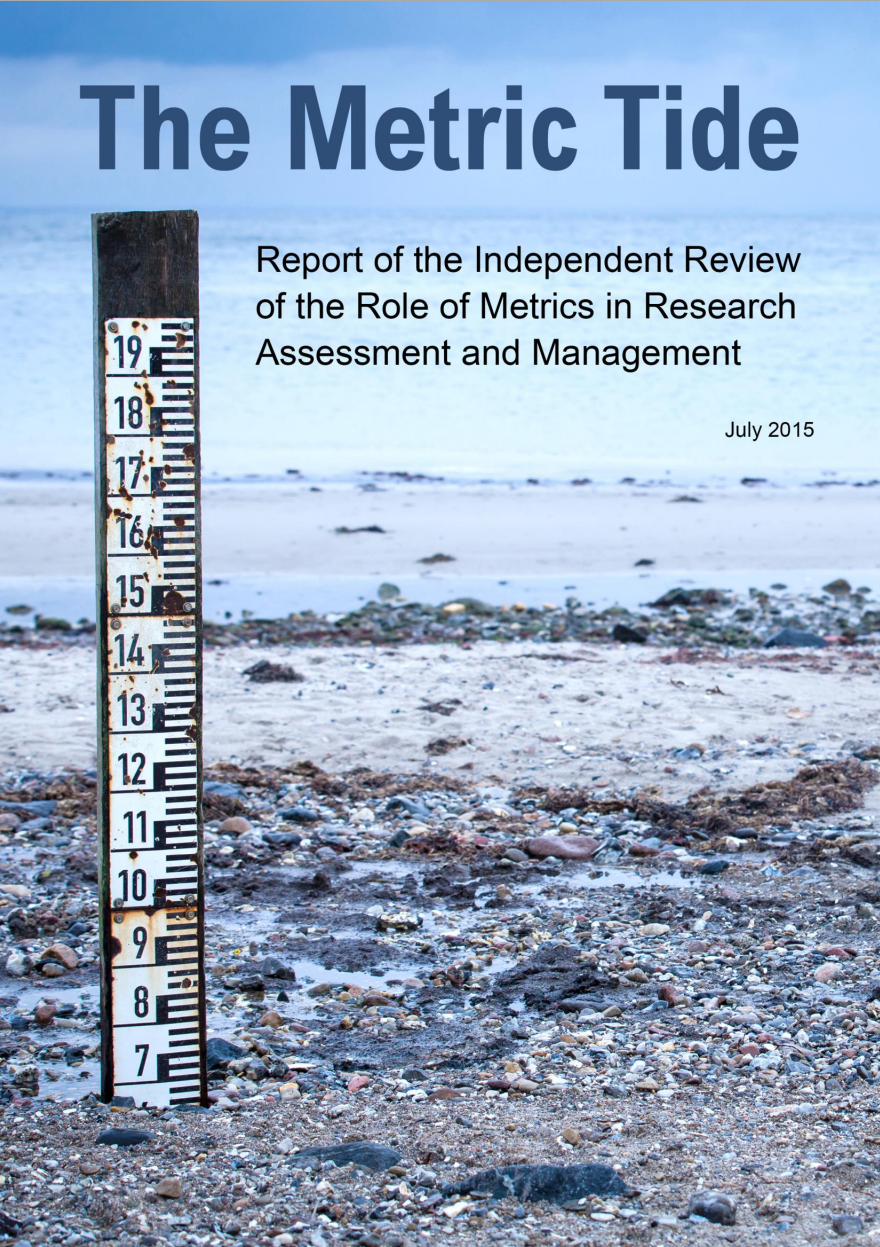 The Metric Tide
Report of the Independent Review
of the Role of Metrics in Research
Assessment and Management
July 2015
19
18
17
16
15
14
13
12
11
10
9
8
7